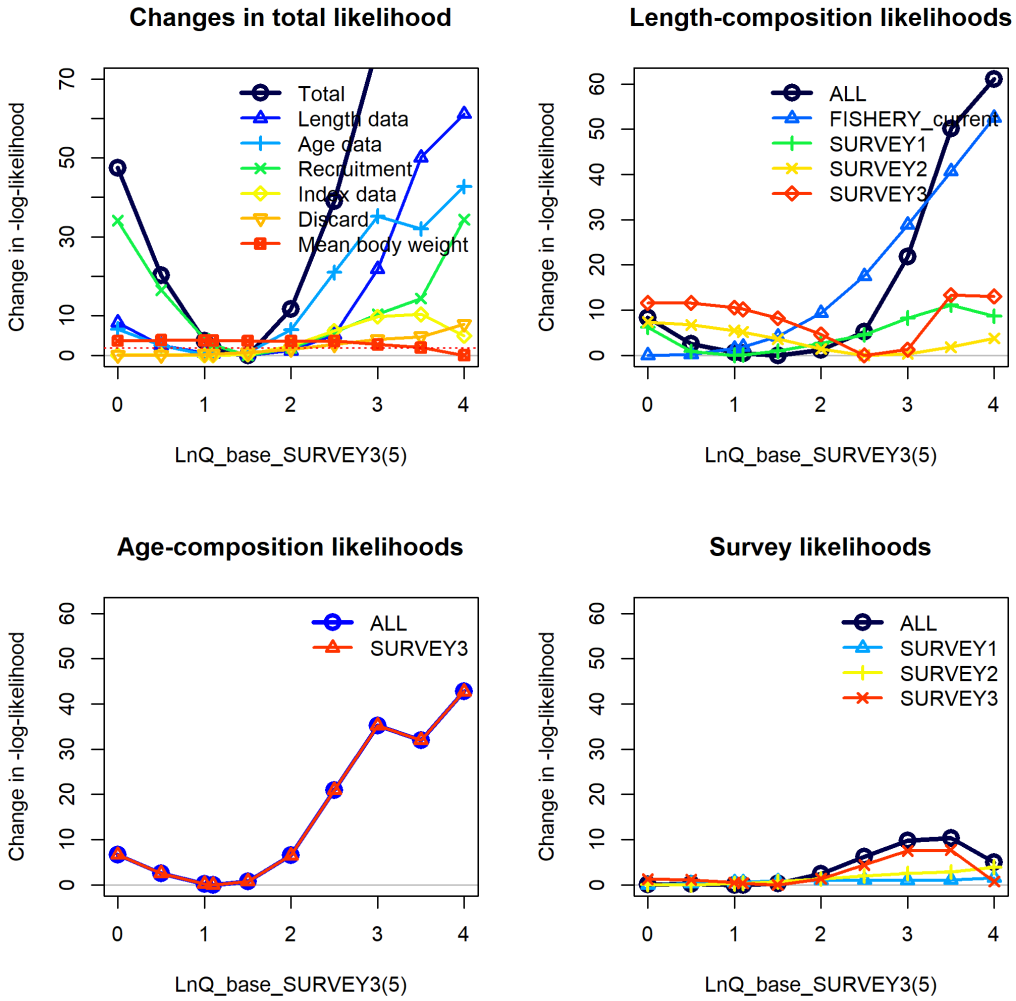 Changes in total likelihood
Change in -log-likelihood
70
50
30
10
0
Total
Length data
Age data
Recruitment
Index data
Discard
Mean body weight
0 1 2 3 4
LnQ_base_SURVEY3(5)
Length-composition likelihoods
Change in -log-likelihood
60
50
40
30
20
10
0
ALL
FISHERY_current
SURVEY1
SURVEY2
SURVEY3
0 1 2 3 4
LnQ_base_SURVEY3(5)
Age-composition likelihoods
Change in -log-likelihood
60
50
40
30
20
10
0
ALL
SURVEY3
0 1 2 3 4
LnQ_base_SURVEY3(5)
Survey likelihoods
Change in -log-likelihood
60
50
40
30
20
10
0
ALL
SURVEY1
SURVEY2
SURVEY3
0 1 2 3 4
LnQ_base_SURVEY3(5)